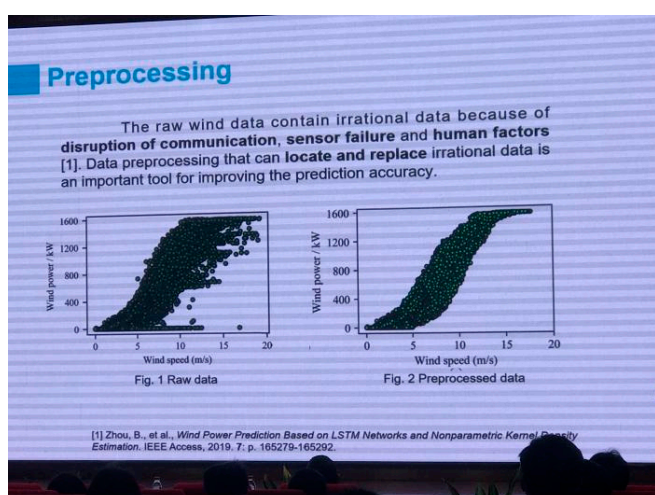 Preprocessing
The raw wind data contain irrational data because of
disruption of communication, sensor failure and human factors
[1]. Data preprocessing that can locate and replace irrational data is
an important tool for improving the prediction accuracy.
Wind power / kW
1600
1200
800
400
0
0 5 10 15 20
Wind speed (m/s)
Fig. 1 Raw data
Wind power / kW
1600
1200
800
400
0
0 5 10 15 20
Wind speed (m/s)
Fig. 2 Preprocessed data
[1] Zhou, B., et al., Wind Power Prediction Based on LSTM Networks and Nonparametric Kernel Density
Estimation. IEEE Access, 2019. 7: p. 165279-165292.